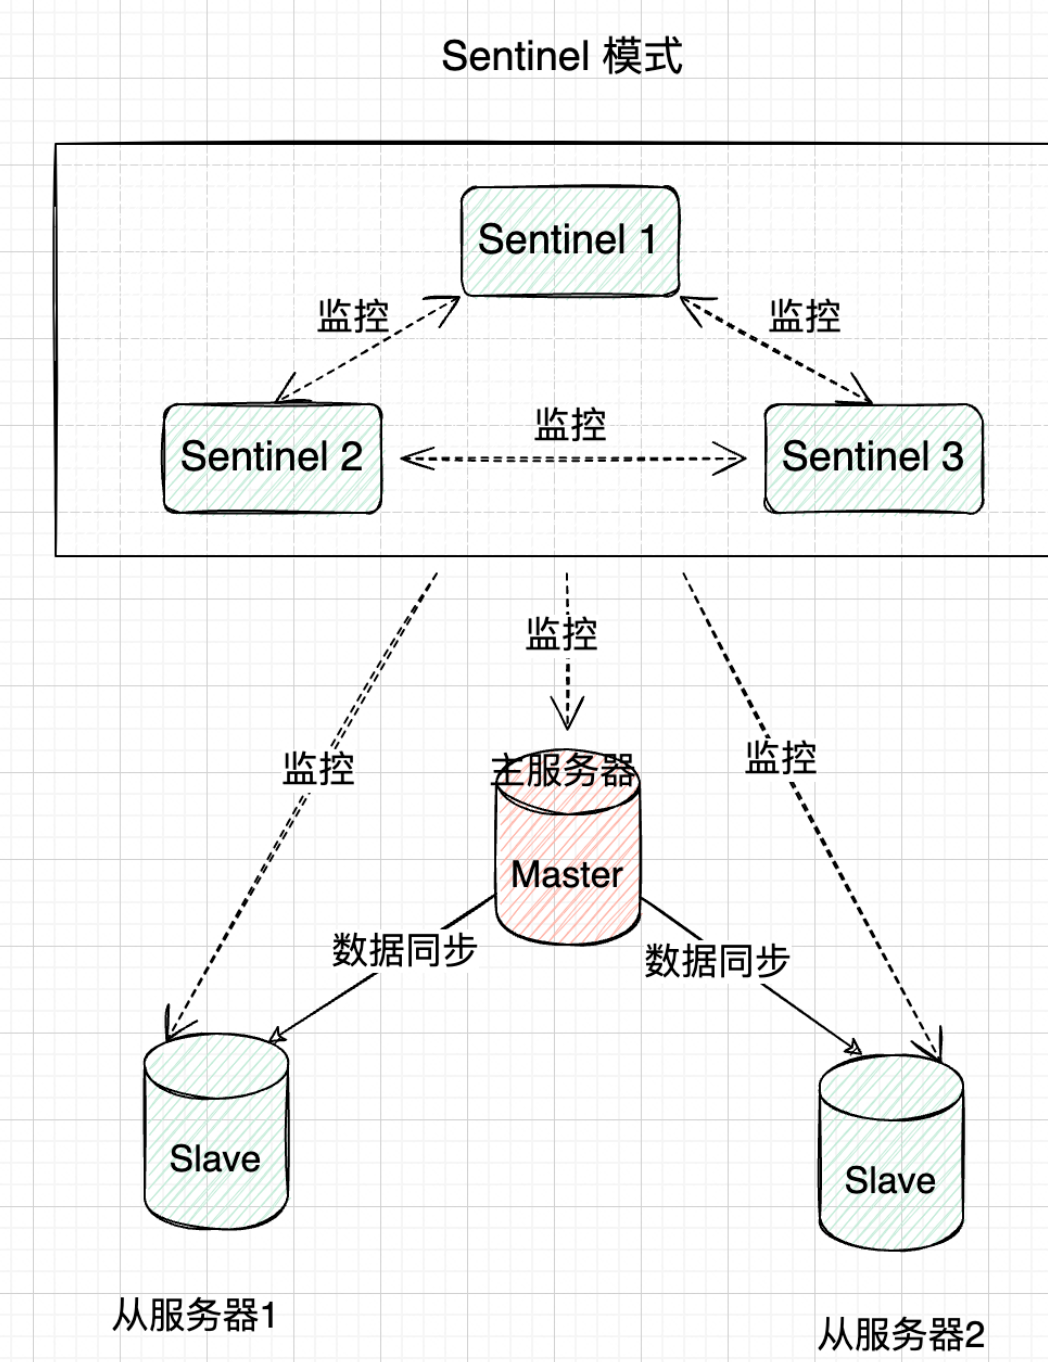 Sentinel 模式
Sentinel 1
监控
监控
监控
Sentinel 2
Sentinel 3
监控
监控
监控
主服务器
Master
数据同步
数据同步
Slave
Slave
从服务器1
从服务器2